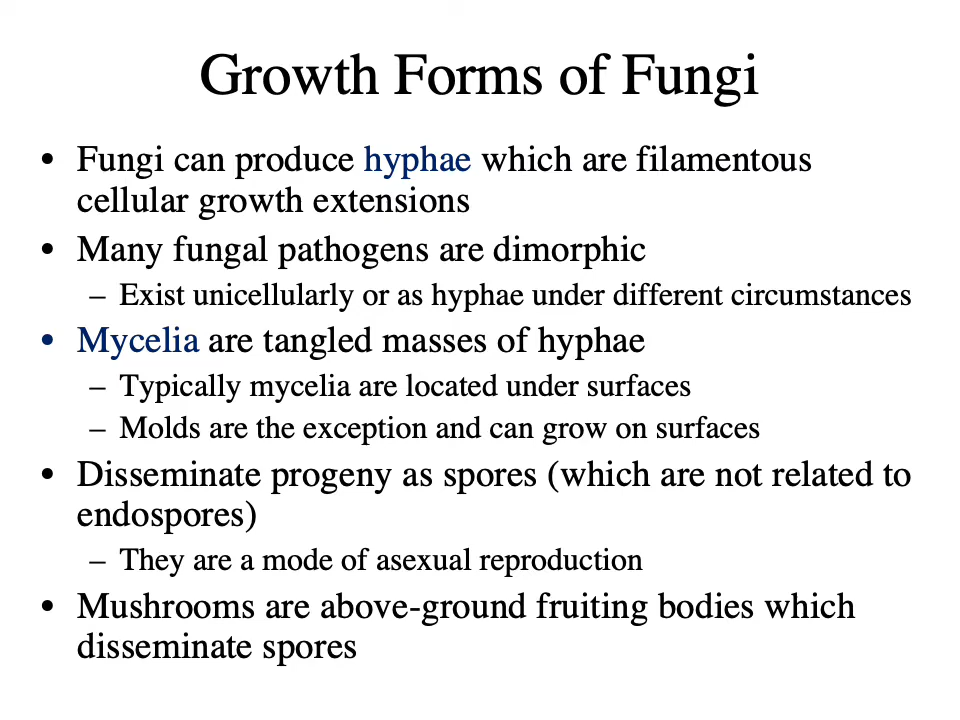 Growth Forms of Fungi
• Fungi can produce hyphae which are filamentous
cellular growth extensions
• Many fungal pathogens are dimorphic
– Exist unicellularly or as hyphae under different circumstances
• Mycelia are tangled masses of hyphae
– Typically mycelia are located under surfaces
– Molds are the exception and can grow on surfaces
• Disseminate progeny as spores (which are not related to
endospores)
– They are a mode of asexual reproduction
• Mushrooms are above-ground fruiting bodies which
disseminate spores